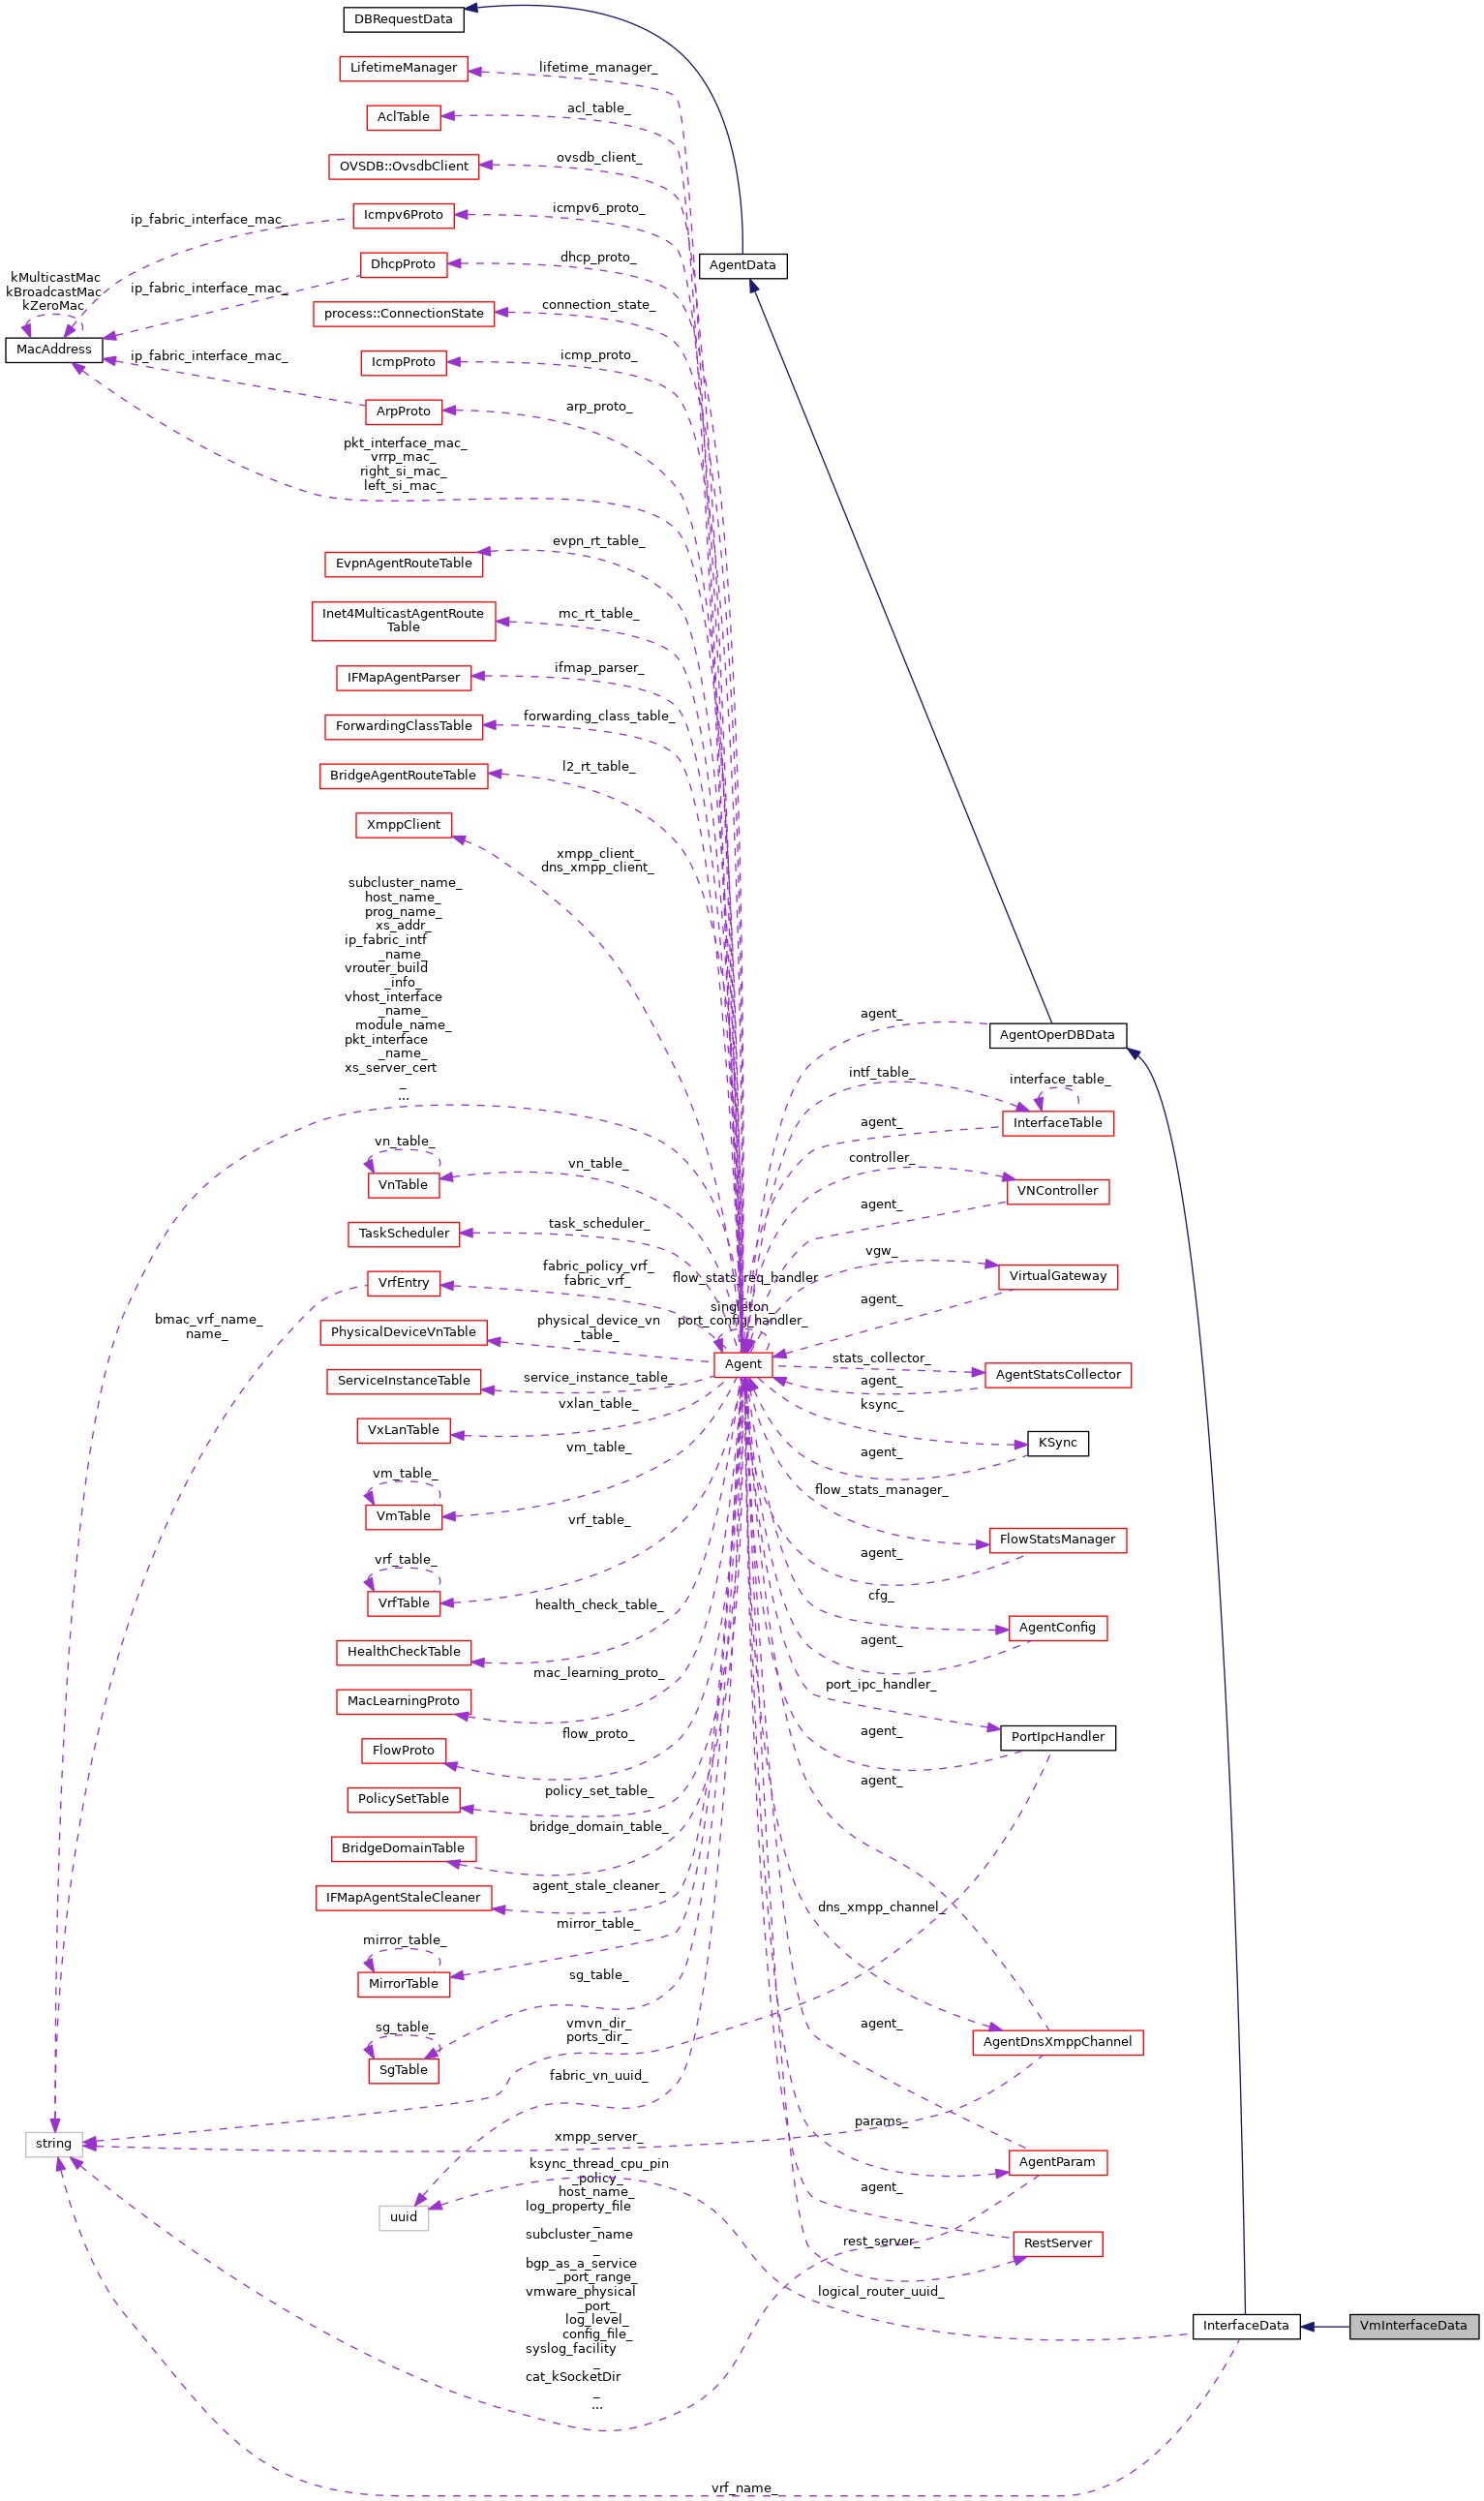 DBRequestData
LifetimeManager
lifetime_manager_
AclTable
acl_table_
OVSDB::OvsdbClient
ovsdb_client_
Icmpv6Proto
icmpv6_proto_
ip_fabric_interface_mac_
DhcpProto
dhcp_proto_
AgentData
kMulticastMac
kBroadcastMac
kZeroMac
ip_fabric_interface_mac_
process::ConnectionState
connection_state_
MacAddress
ip_fabric_interface_mac_
IcmpProto
icmp_proto_
ArpProto
arp_proto_
pkt_interface_mac_
vrrp_mac_
right_si_mac_
left_si_mac_
evpn_rt_table_
EvpnAgentRouteTable
Inet4MulticastAgentRoute
Table
mc_rt_table_
IFMapAgentParser
ifmap_parser_
ForwardingClassTable
forwarding_class_table_
BridgeAgentRouteTable
l2_rt_table_
XmppClient
xmpp_client_
dns_xmpp_client_
subcluster_name_
host_name_
prog_name_
xs_addr_
ip_fabric_intf
_name_
vrouter_build
_info_
vhost_interface
_name_
module_name_
pkt_interface
_name_
xs_server_cert
_
...
agent_
AgentOperDBData
intf_table_
interface_table_
InterfaceTable
agent_
vn_table_
VnTable
vn_table_
controller_
VNController
agent_
TaskScheduler
task_scheduler_
VrfEntry
fabric_policy_vrf_
fabric_vrf_
vgw_
VirtualGateway
agent_
flow_stats_req_handler
_
singleton_
port_config_handler_
bmac_vrf_name_
name_
PhysicalDeviceVnTable
physical_device_vn
_table_
Agent
stats_collector_
AgentStatsCollector
agent_
ServiceInstanceTable
service_instance_table_
VxLanTable
vxlan_table_
ksync_
KSync
agent_
vm_table_
VmTable
vm_table_
flow_stats_manager_
FlowStatsManager
agent_
vrf_table_
VrfTable
vrf_table_
cfg_
AgentConfig
agent_
HealthCheckTable
health_check_table_
MacLearningProto
mac_learning_proto_
port_ipc_handler_
PortIpcHandler
agent_
FlowProto
flow_proto_
agent_
PolicySetTable
policy_set_table_
BridgeDomainTable
bridge_domain_table_
IFMapAgentStaleCleaner
agent_stale_cleaner_
dns_xmpp_channel_
mirror_table_
MirrorTable
mirror_table_
sg_table_
SgTable
sg_table_
vmvn_dir_
ports_dir_
agent_
AgentDnsXmppChannel
fabric_vn_uuid_
string
xmpp_server_
params_
AgentParam
uuid
agent_
ksync_thread_cpu_pin
_policy_
host_name_
log_property_file
_
subcluster_name
_
bgp_as_a_service
_port_range_
vmware_physical
_port_
log_level_
config_file_
syslog_facility
_
cat_kSocketDir
_
...
rest_server_
RestServer
logical_router_uuid_
InterfaceData
VmInterfaceData
vrf_name_